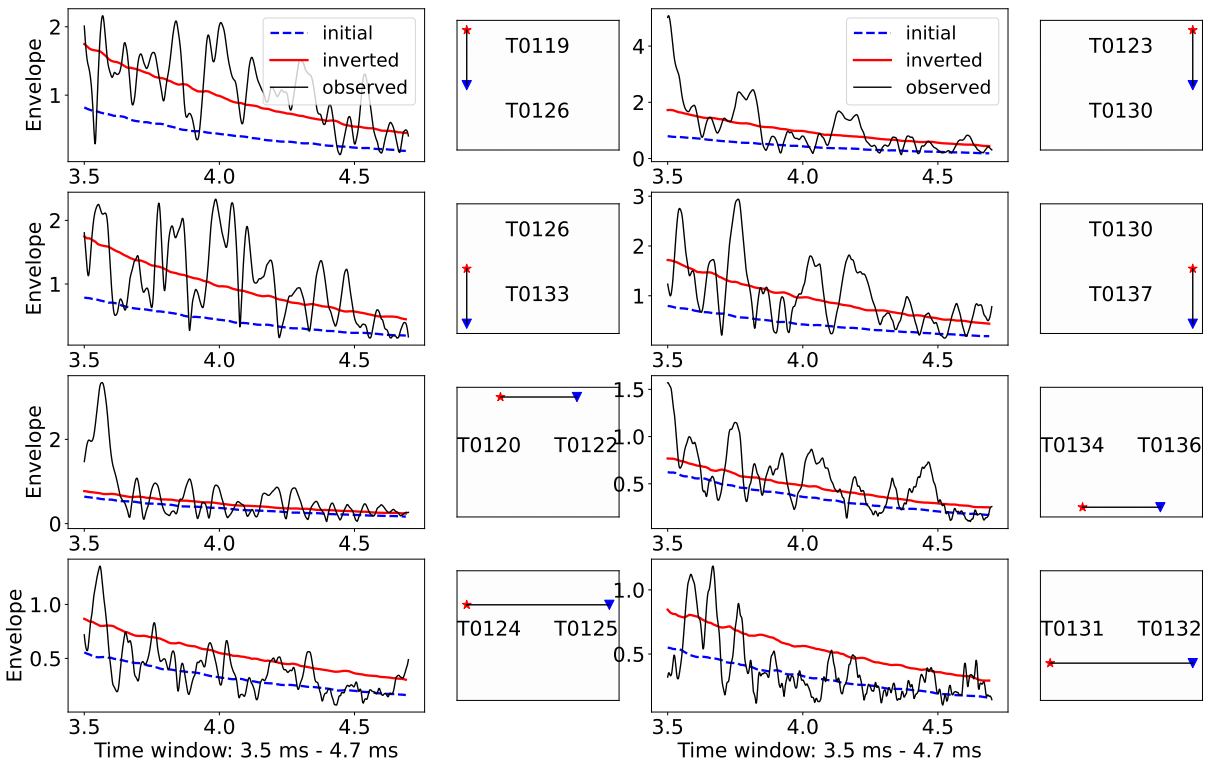 2
1
Envelope
initial
inverted
observed
3.5
4.0
4.5
T0119
T0126
4
2
0
initial
inverted
observed
3.5
4.0
4.5
T0123
T0130
2
1
Envelope
3.5
4.0
4.5
T0126
T0133
3
2
1
3.5
4.0
4.5
T0130
T0137
2
0
Envelope
3.5
4.0
4.5
T0120 T0122
1.5
1.0
0.5
3.5
4.0
4.5
T0134 T0136
1.0
0.5
Envelope
3.5
4.0
4.5
Time window: 3.5 ms - 4.7 ms
T0124 T0125
1.0
0.5
3.5
4.0
4.5
Time window: 3.5 ms - 4.7 ms
T0131 T0132